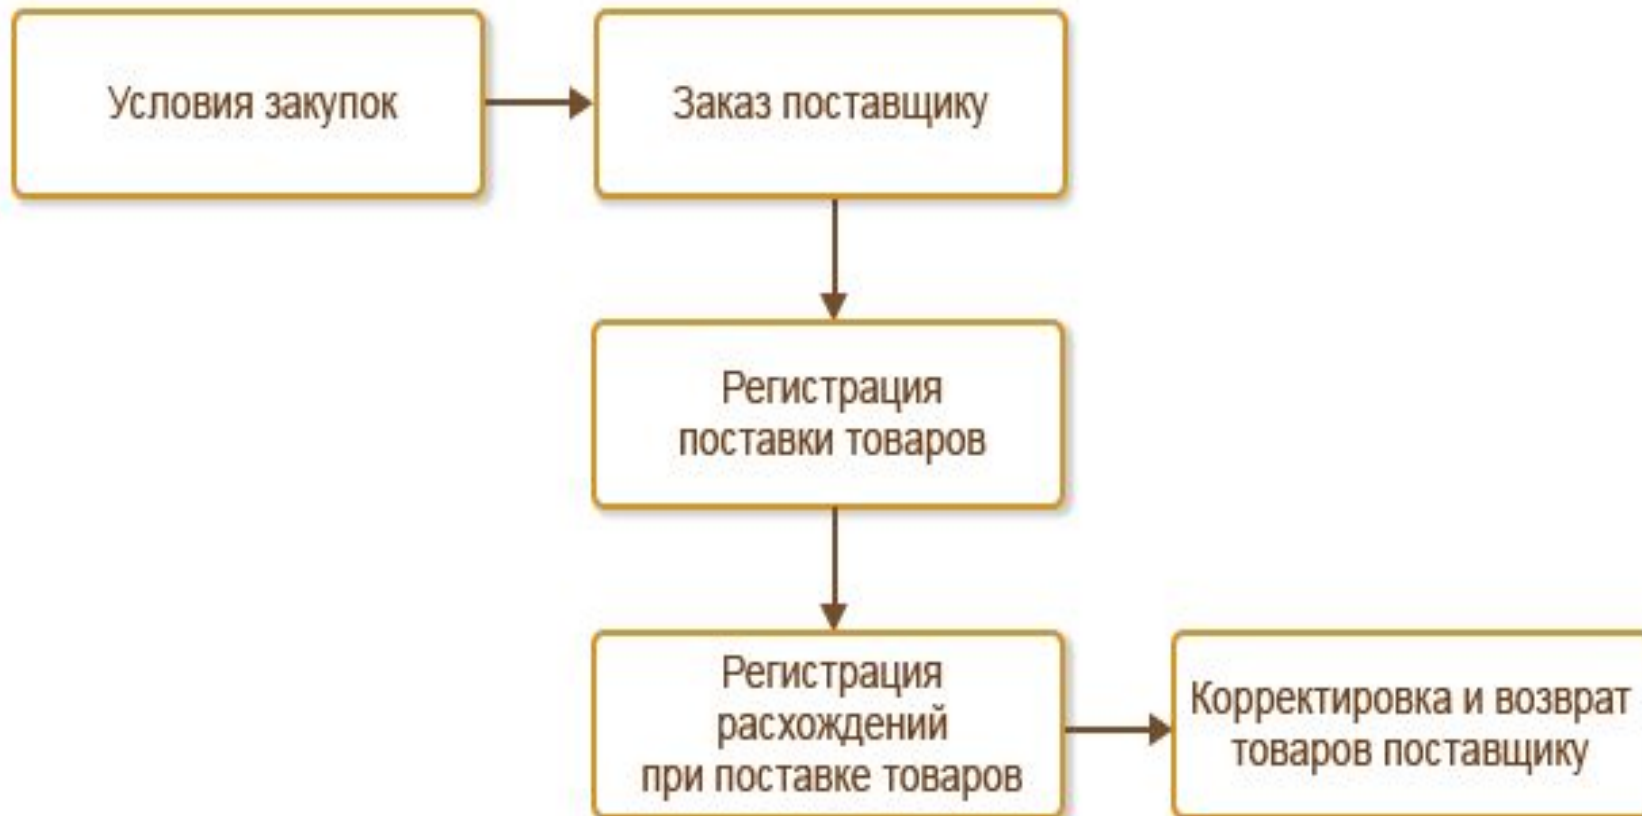 Условия закупок
Заказ поставщику
Регистрация
поставки товаров
Регистрация
расхождений
при поставке товаров
Корректировка и возврат
товаров поставщику